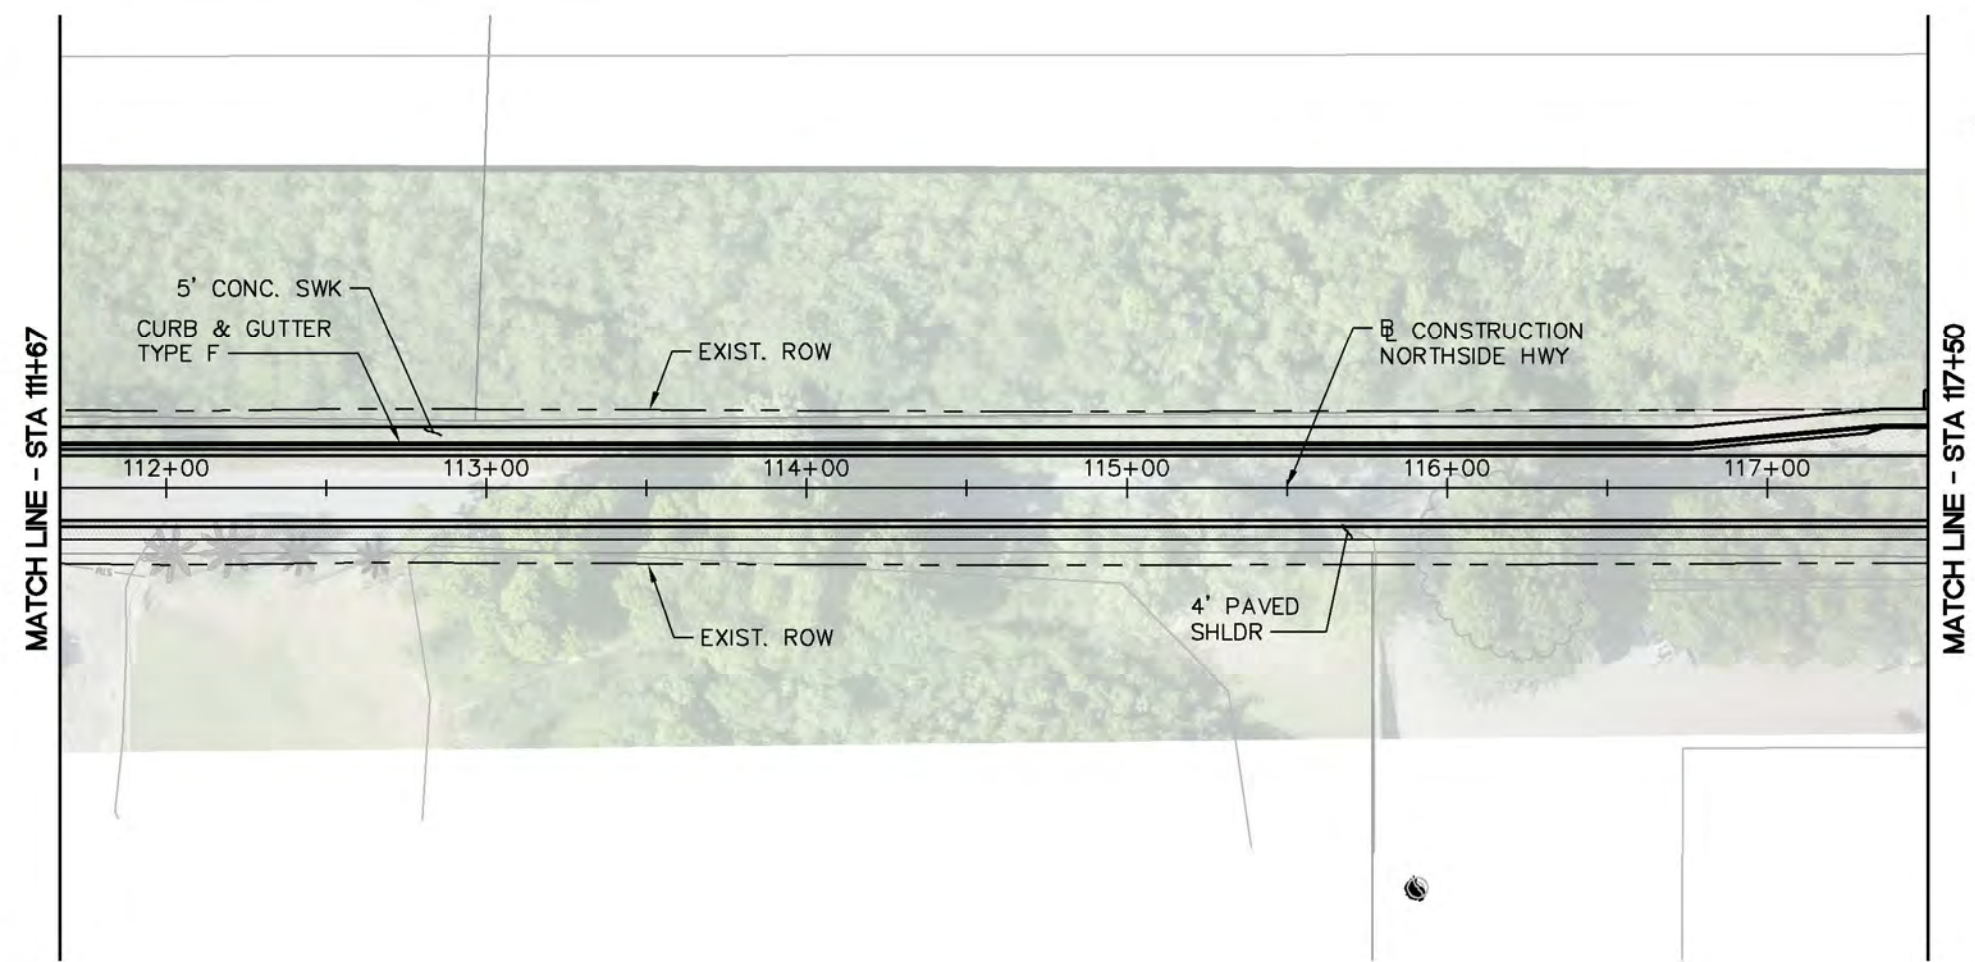 5' CONC. SWK
CURB & GUTTER
TYPE F
EXIST. ROW
BL CONSTRUCTION
NORTHSIDE HWY
MATCH LINE - STA 111+67
MATCH LINE - STA 117+50
112+00
113+00
114+00
115+00
116+00
117+00
EXIST. ROW
4' PAVED
SHLDR